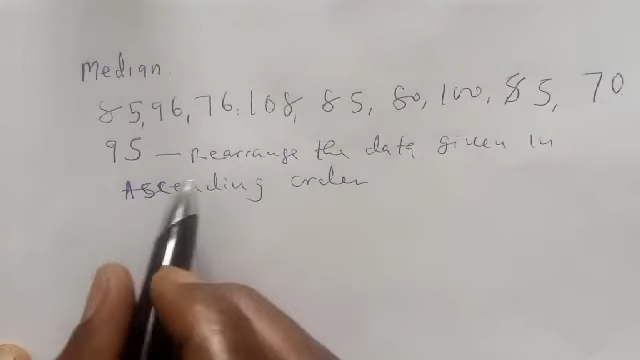 Median
85, 96, 76, 108, 85, 80, 100, 85, 70
95 — Rearrange the data given in
Ascending order